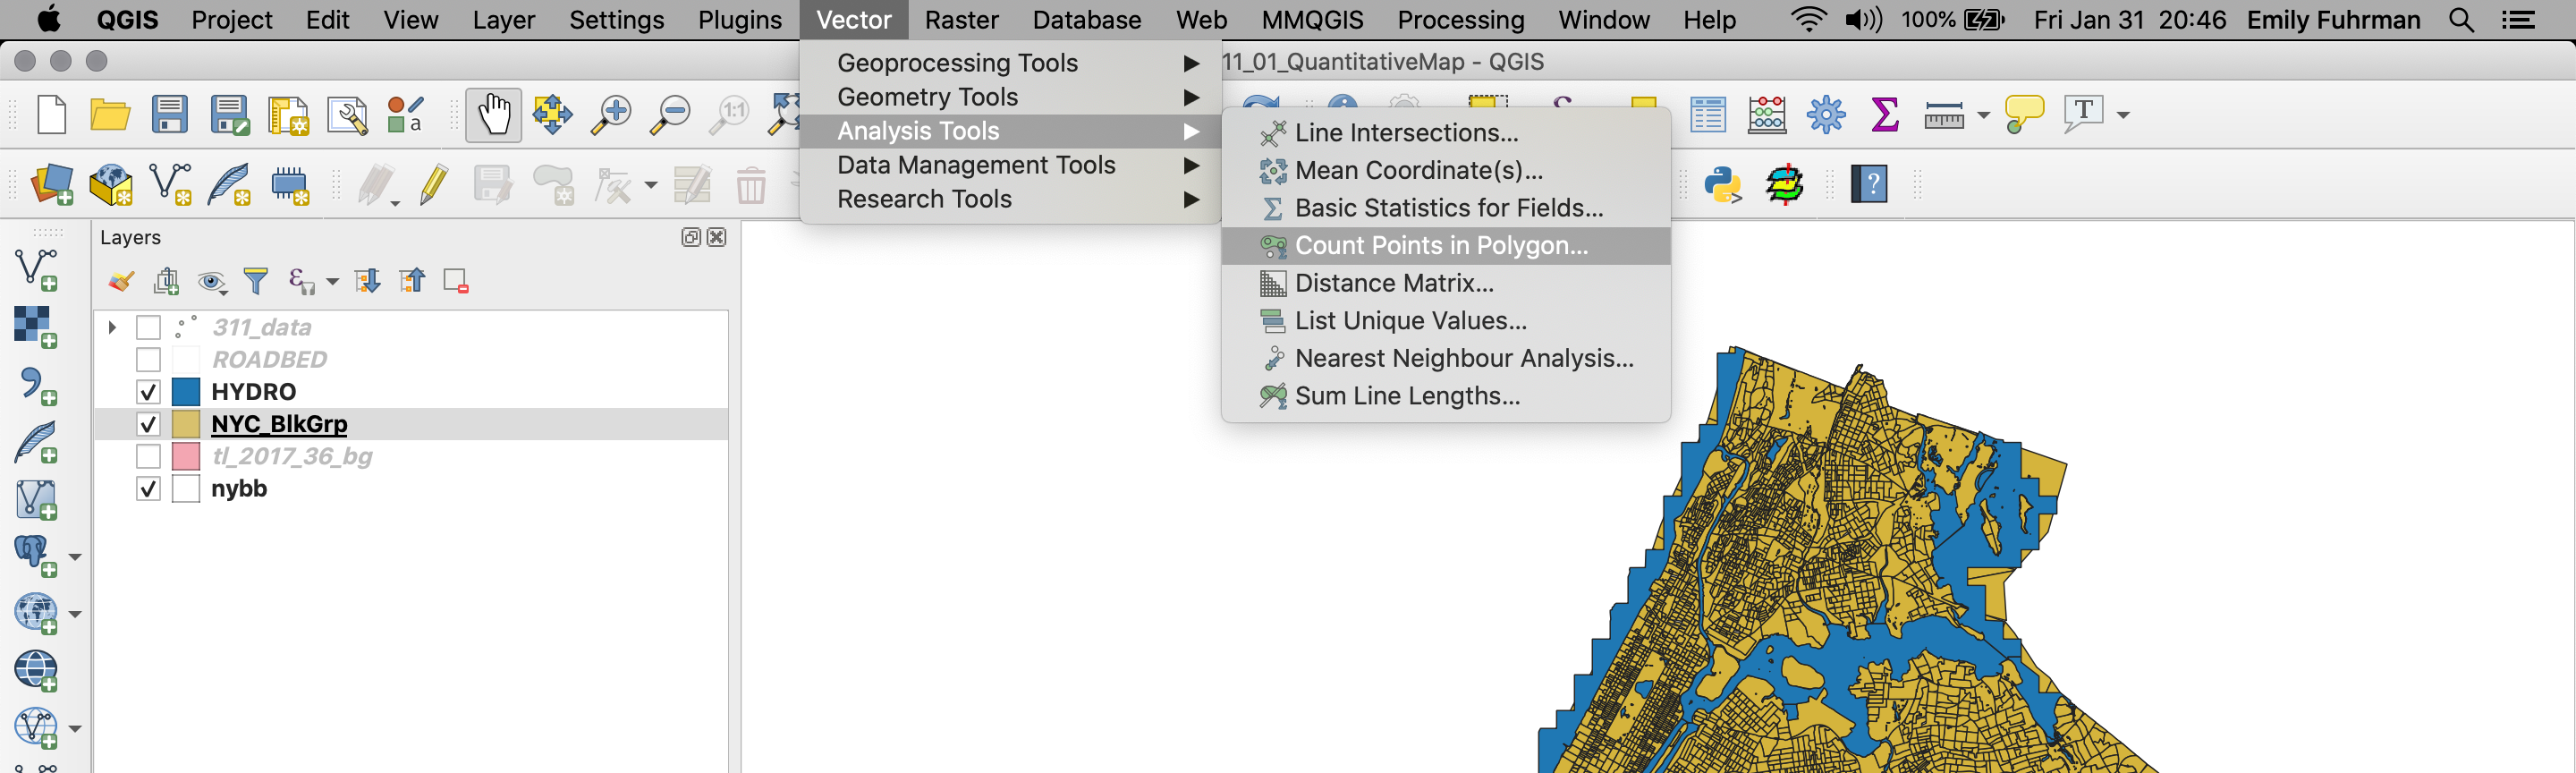 QGIS Project Edit View Layer Settings Plugins Vector Raster Database Web MMQGIS Processing Window Help 100% Fri Jan 31 20:46 Emily Fuhrman
11_01_QuantitativeMap - QGIS
Geoprocessing Tools
Geometry Tools
Analysis Tools
Data Management Tools
Research Tools
Line Intersections...
Mean Coordinate(s)...
Basic Statistics for Fields...
Count Points in Polygon...
Distance Matrix...
List Unique Values...
Nearest Neighbour Analysis...
Sum Line Lengths...
a
1:1
T
?
Layers
311_data
ROADBED
HYDRO
NYC_BlkGrp
tl_2017_36_bg
nybb